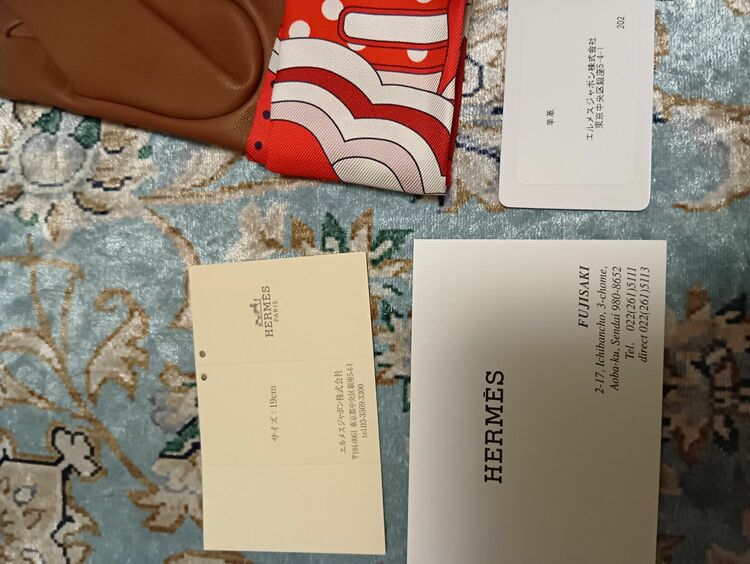 202
羊革
エルメスジャポン株式会社
東京中央区銀座5-4-1
HERMÈS
PARIS
サイズ：19cm
エルメスジャポン株式会社
〒104-0061 東京都中央区銀座5-4-1
tel.03-3569-3300
HERMÈS
FUJISAKI
2-17, Ichibancho, 3-chome,
Aoba-ku, Sendai 980-8652
Tel. 022(261)5111
direct 022(261)5113